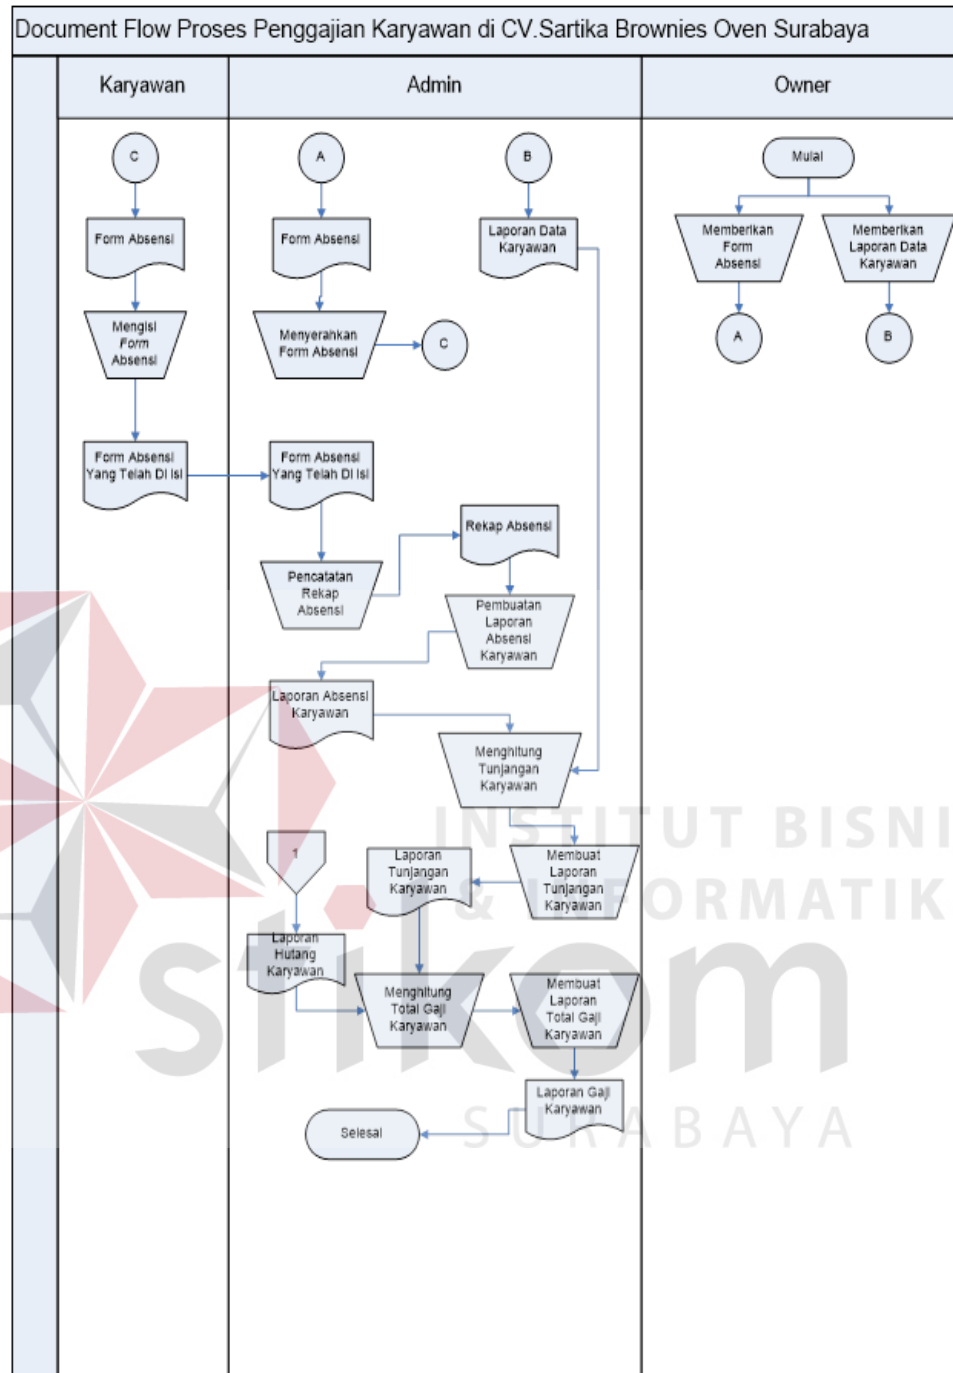 Document Flow Proses Penggajian Karyawan di CV.Sartika Brownies Oven Surabaya
Karyawan
Admin
Owner
C
Form Absensi
Mengisi
Form
Absensi
Form Absensi
Yang Telah Di Isi
A
Form Absensi
Menyerahkan
Form Absensi
C
Form Absensi
Yang Telah Di Isi
Pencatatan
Rekap
Absensi
B
Laporan Data
Karyawan
Rekap Absensi
Pembuatan
Laporan
Absensi
Karyawan
Laporan Absensi
Karyawan
Menghitung
Tunjangan
Karyawan
Membuat
Laporan
Tunjangan
Karyawan
Laporan
Tunjangan
Karyawan
1
Laporan
Hutang
Karyawan
Menghitung
Total Gaji
Karyawan
Membuat
Laporan
Total Gaji
Karyawan
Laporan Gaji
Karyawan
Selesai
Mulai
Memberikan
Form
Absensi
A
Memberikan
Laporan Data
Karyawan
B
INSTITUT BISNI
& INFORMATIK
stikom
SURABAYA